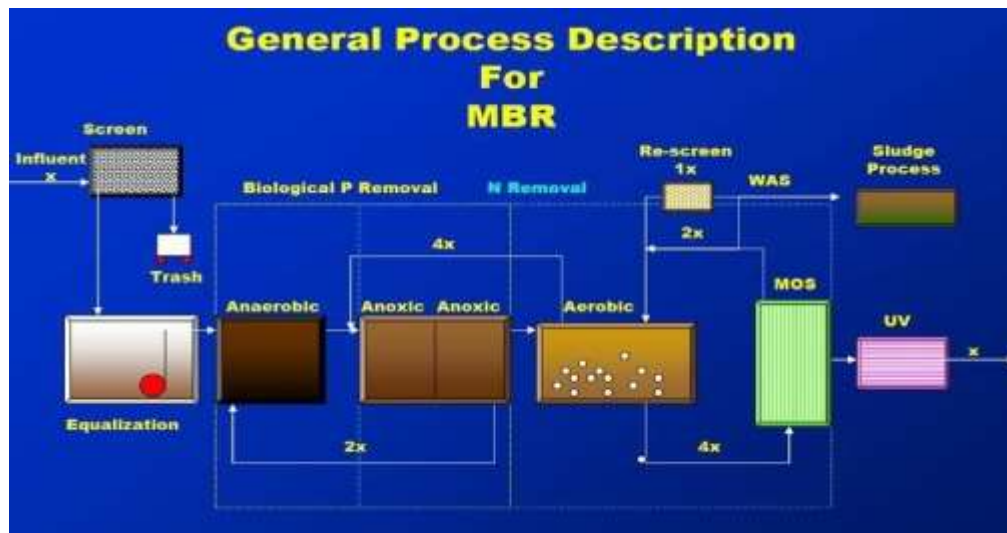 General Process Description
For
MBR
Screen
Influent
x
Re-screen
1x
WAS
Sludge
Process
Biological P Removal
N Removal
2x
4x
Trash
MOS
Anaerobic
Anoxic
Anoxic
Aerobic
UV
x
Equalization
2x
4x